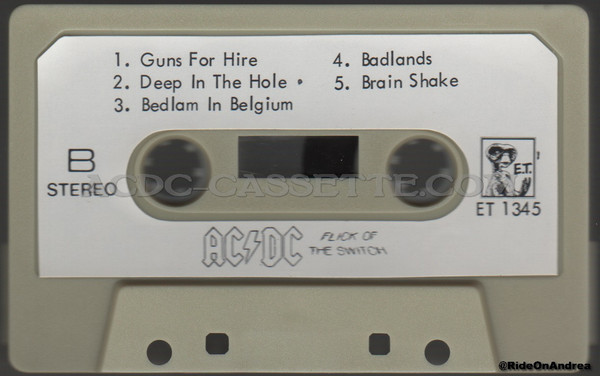 1. Guns For Hire
2. Deep In The Hole
3. Bedlam In Belgium
4. Badlands
5. Brain Shake
B
STEREO
ACDC-CASSETTE.COM
E.T.
ET 1345
AC/DC
FLICK OF
THE SWITCH
@RideOnAndrea